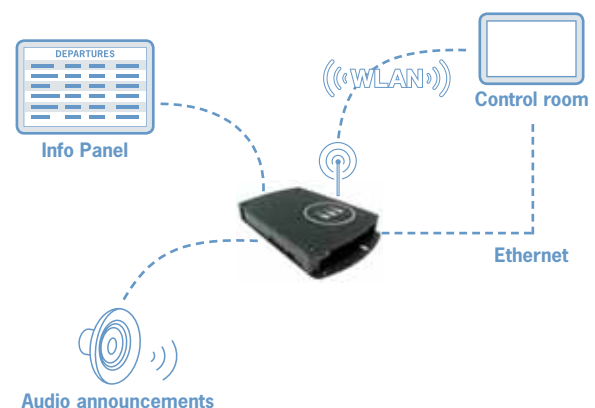 DEPARTURES
Info Panel
WLAN
Control room
Ethernet
Audio announcements